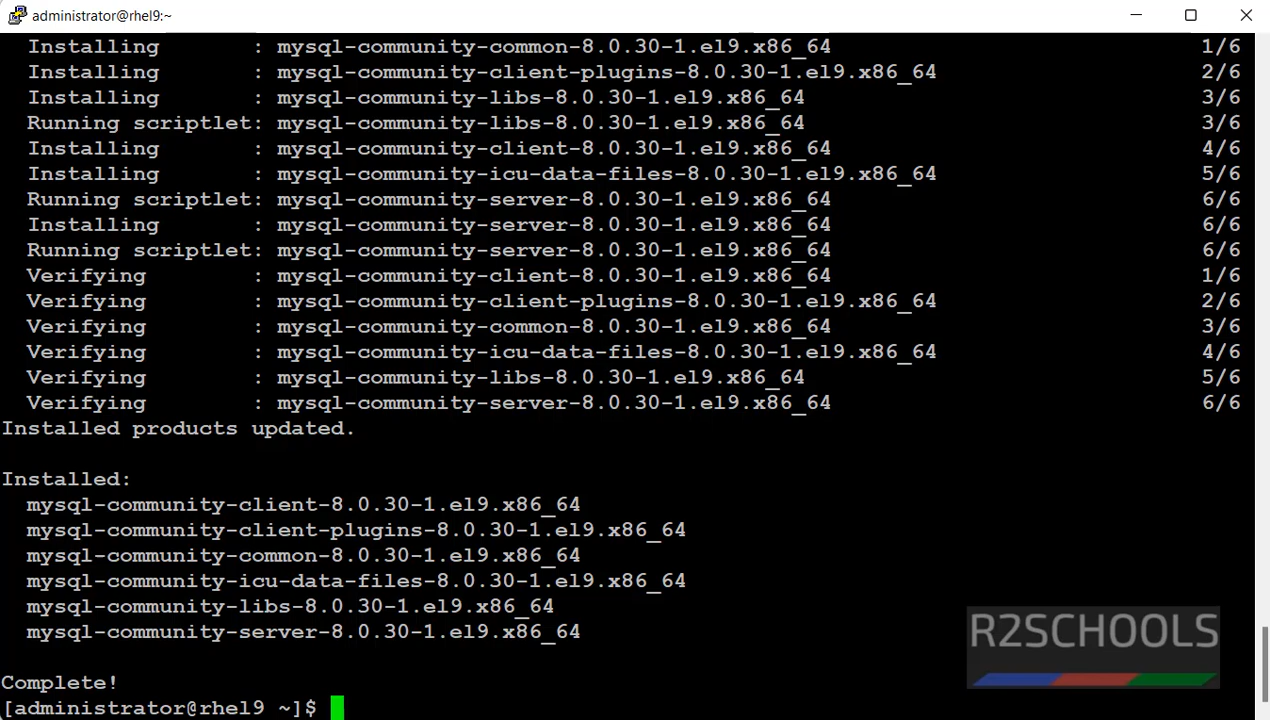 administrator@rhel9:~
Installing : mysql-community-common-8.0.30-1.el9.x86_64 1/6
Installing : mysql-community-client-plugins-8.0.30-1.el9.x86_64 2/6
Installing : mysql-community-libs-8.0.30-1.el9.x86_64 3/6
Running scriptlet: mysql-community-libs-8.0.30-1.el9.x86_64 3/6
Installing : mysql-community-client-8.0.30-1.el9.x86_64 4/6
Installing : mysql-community-icu-data-files-8.0.30-1.el9.x86_64 5/6
Running scriptlet: mysql-community-server-8.0.30-1.el9.x86_64 6/6
Installing : mysql-community-server-8.0.30-1.el9.x86_64 6/6
Running scriptlet: mysql-community-server-8.0.30-1.el9.x86_64 6/6
Verifying : mysql-community-client-8.0.30-1.el9.x86_64 1/6
Verifying : mysql-community-client-plugins-8.0.30-1.el9.x86_64 2/6
Verifying : mysql-community-common-8.0.30-1.el9.x86_64 3/6
Verifying : mysql-community-icu-data-files-8.0.30-1.el9.x86_64 4/6
Verifying : mysql-community-libs-8.0.30-1.el9.x86_64 5/6
Verifying : mysql-community-server-8.0.30-1.el9.x86_64 6/6
Installed products updated.
Installed:
mysql-community-client-8.0.30-1.el9.x86_64
mysql-community-client-plugins-8.0.30-1.el9.x86_64
mysql-community-common-8.0.30-1.el9.x86_64
mysql-community-icu-data-files-8.0.30-1.el9.x86_64
mysql-community-libs-8.0.30-1.el9.x86_64
mysql-community-server-8.0.30-1.el9.x86_64
R2SCHOOLS
Complete!
[administrator@rhel9 ~]$